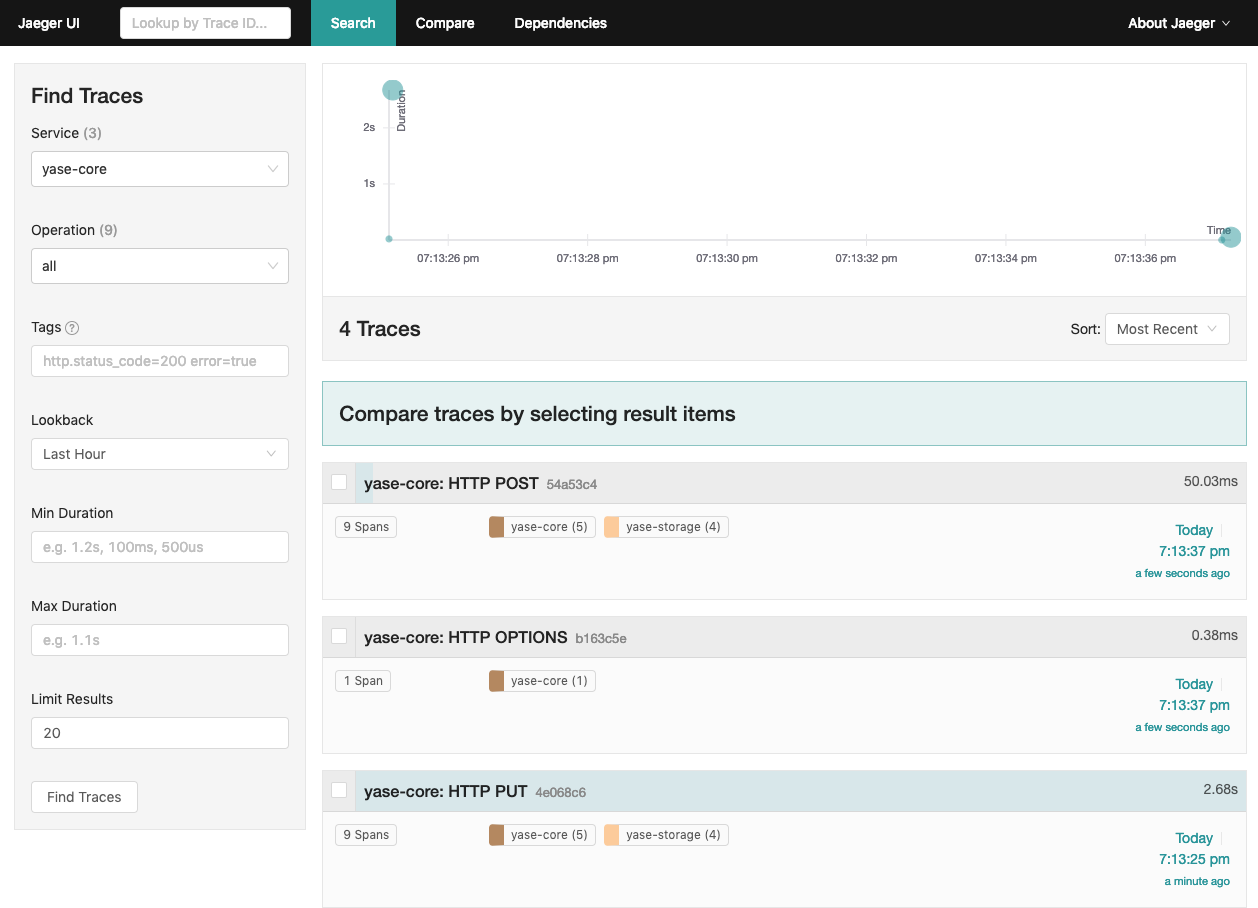 Jaeger UI
Lookup by Trace ID...
Search
Compare
Dependencies
About Jaeger
Find Traces
Service (3)
yase-core
Operation (9)
all
Tags ?
http.status_code=200 error=true
Lookback
Last Hour
Min Duration
e.g. 1.2s, 100ms, 500us
Max Duration
e.g. 1.1s
Limit Results
20
Find Traces
Duration
2s
1s
Time
07:13:26 pm
07:13:28 pm
07:13:30 pm
07:13:32 pm
07:13:34 pm
07:13:36 pm
4 Traces
Sort: Most Recent
Compare traces by selecting result items
yase-core: HTTP POST 54a53c4
50.03ms
9 Spans
yase-core (5)
yase-storage (4)
Today
7:13:37 pm
a few seconds ago
yase-core: HTTP OPTIONS b163c5e
0.38ms
1 Span
yase-core (1)
Today
7:13:37 pm
a few seconds ago
yase-core: HTTP PUT 4e068c6
2.68s
9 Spans
yase-core (5)
yase-storage (4)
Today
7:13:25 pm
a minute ago